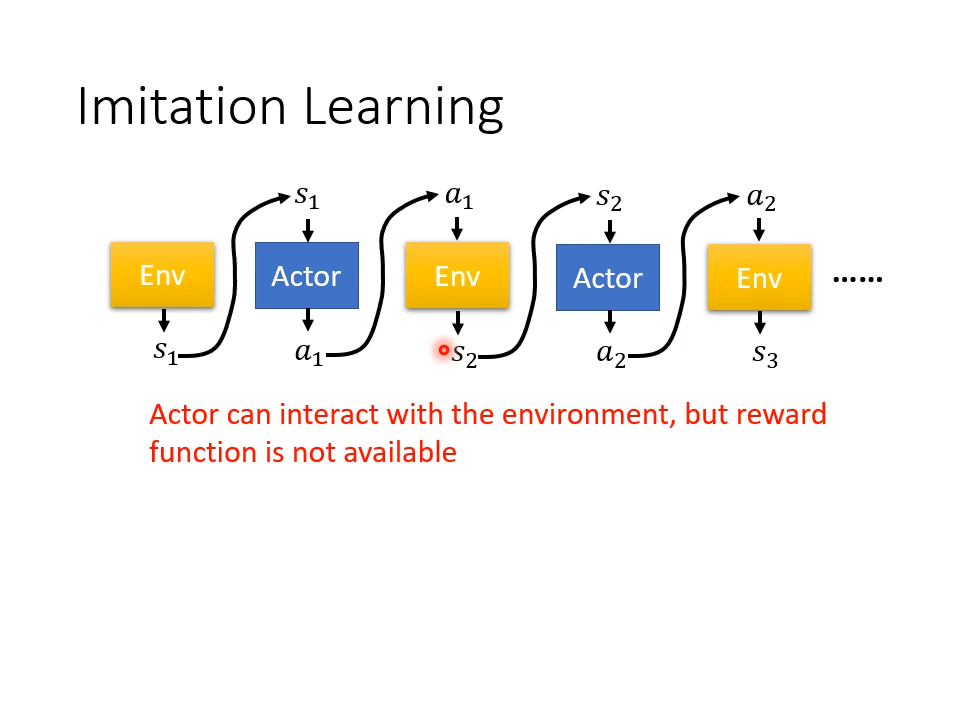 Imitation Learning
s₁ a₁ s₂ a₂
Env Actor Env Actor Env ……
s₁ a₁ s₂ a₂ s₃
Actor can interact with the environment, but reward
function is not available